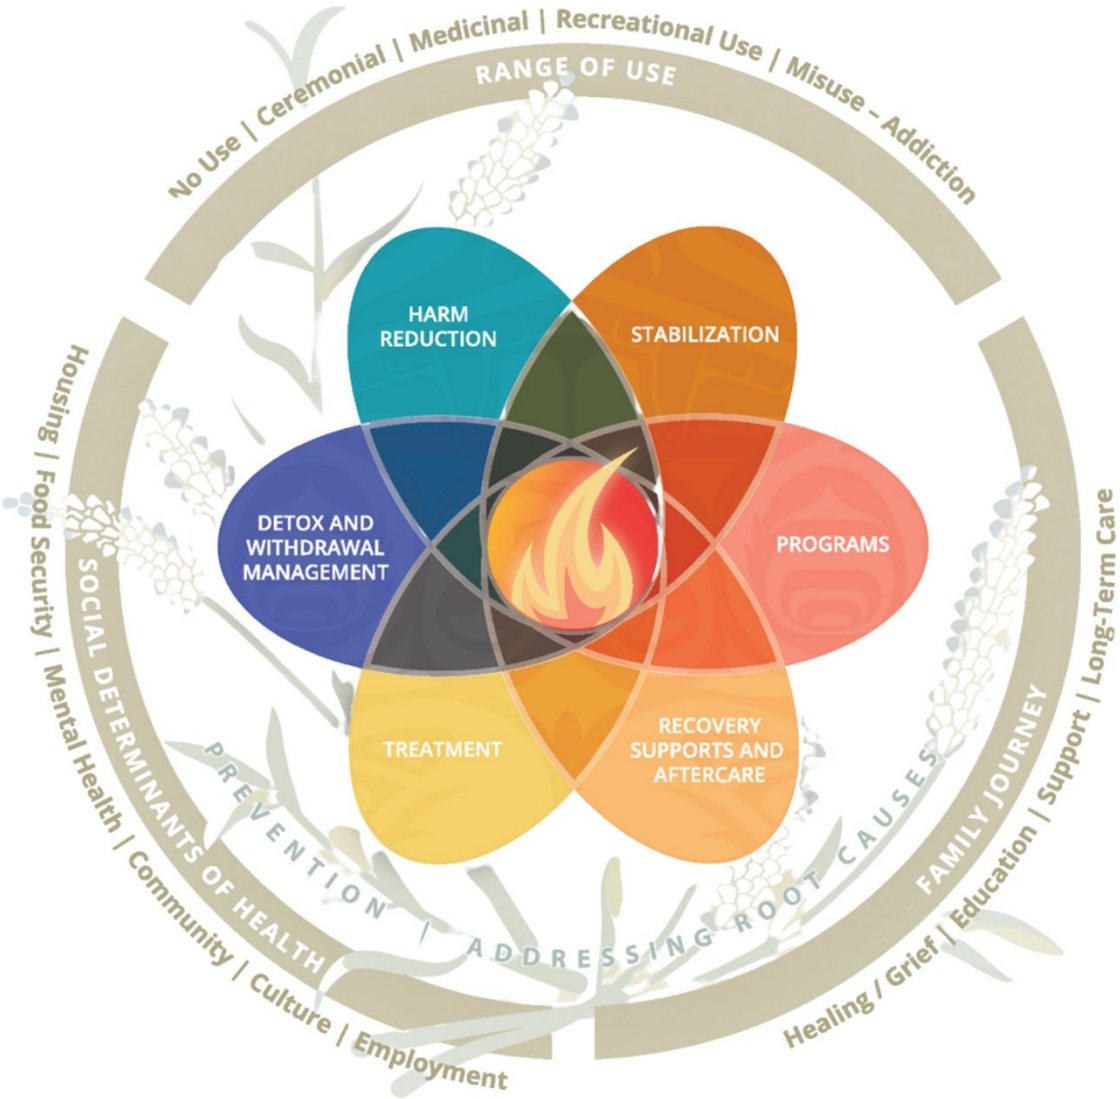 No Use | Ceremonial | Medicinal | Recreational Use | Misuse – Addiction
RANGE OF USE
HARM
REDUCTION
STABILIZATION
DETOX AND
WITHDRAWAL
MANAGEMENT
PROGRAMS
TREATMENT
RECOVERY
SUPPORTS AND
AFTERCARE
PREVENTION | ADDRESSING ROOT CAUSES
SOCIAL DETERMINANTS OF HEALTH
Housing | Food Security | Mental Health | Community | Culture | Employment
FAMILY JOURNEY
Healing / Grief | Education | Support | Long-Term Care